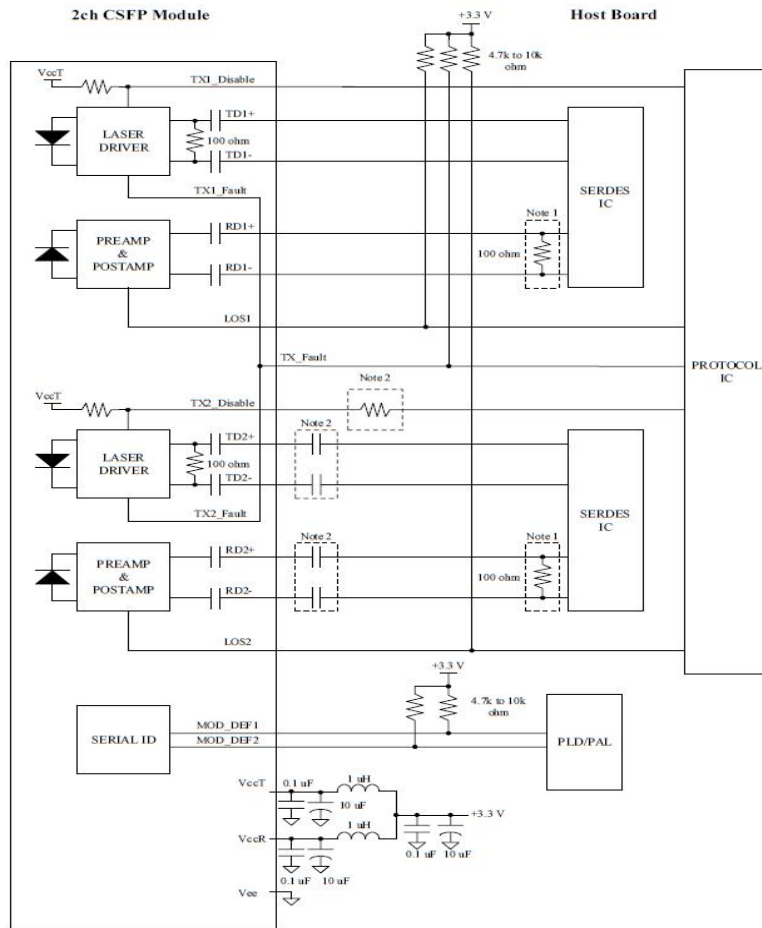 2ch CSFP Module
Host Board
+3.3 V
4.7k to 10k
ohm
VccT
TX1_Disable
LASER
DRIVER
TD1+
100 ohm
TD1-
TX1_Fault
SERDES
IC
PREAMP
&
POSTAMP
RD1+
RD1-
Note 1
100 ohm
LOS1
TX_Fault
PROTOCOL
IC
VccT
TX2_Disable
Note 2
LASER
DRIVER
TD2+
100 ohm
TD2-
Note 2
TX2_Fault
SERDES
IC
PREAMP
&
POSTAMP
RD2+
RD2-
Note 2
Note 1
100 ohm
LOS2
+3.3 V
4.7k to 10k
ohm
SERIAL ID
MOD_DEF1
MOD_DEF2
PLD/PAL
VccT
0.1 uF
1 uH
10 uF
+3.3 V
VccR
1 uH
0.1 uF
10 uF
0.1 uF
10 uF
Vee